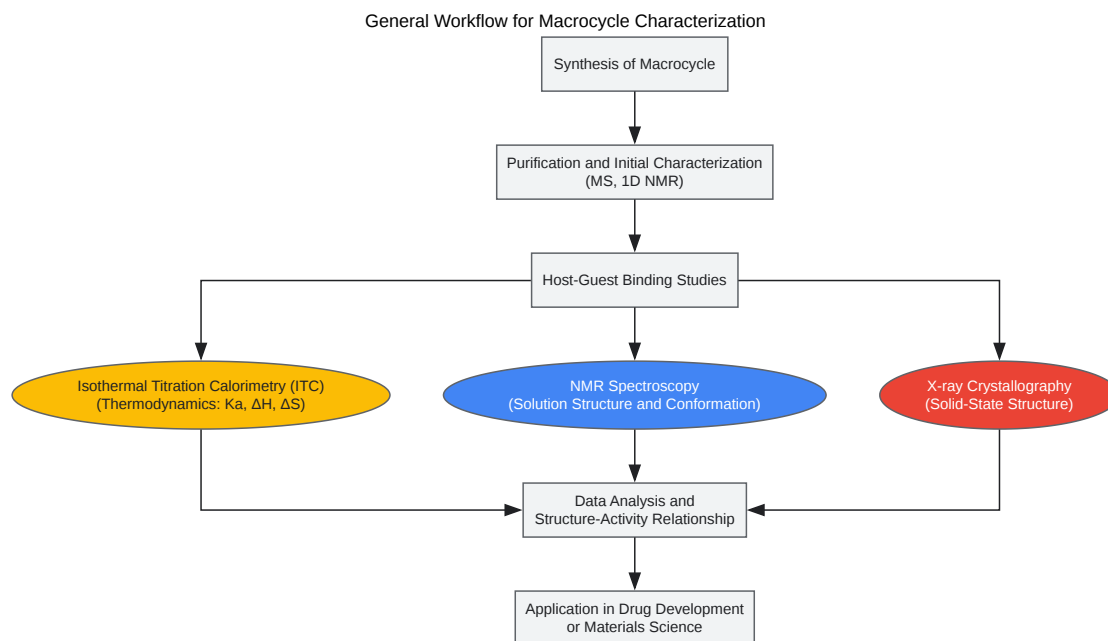 General Workflow for Macrocycle Characterization
Synthesis of Macrocycle
Purification and Initial Characterization
(MS, 1D NMR)
Host-Guest Binding Studies
Isothermal Titration Calorimetry (ITC)
(Thermodynamics: Ka, ΔH, ΔS)
NMR Spectroscopy
(Solution Structure and Conformation)
X-ray Crystallography
(Solid-State Structure)
Data Analysis and
Structure-Activity Relationship
Application in Drug Development
or Materials Science